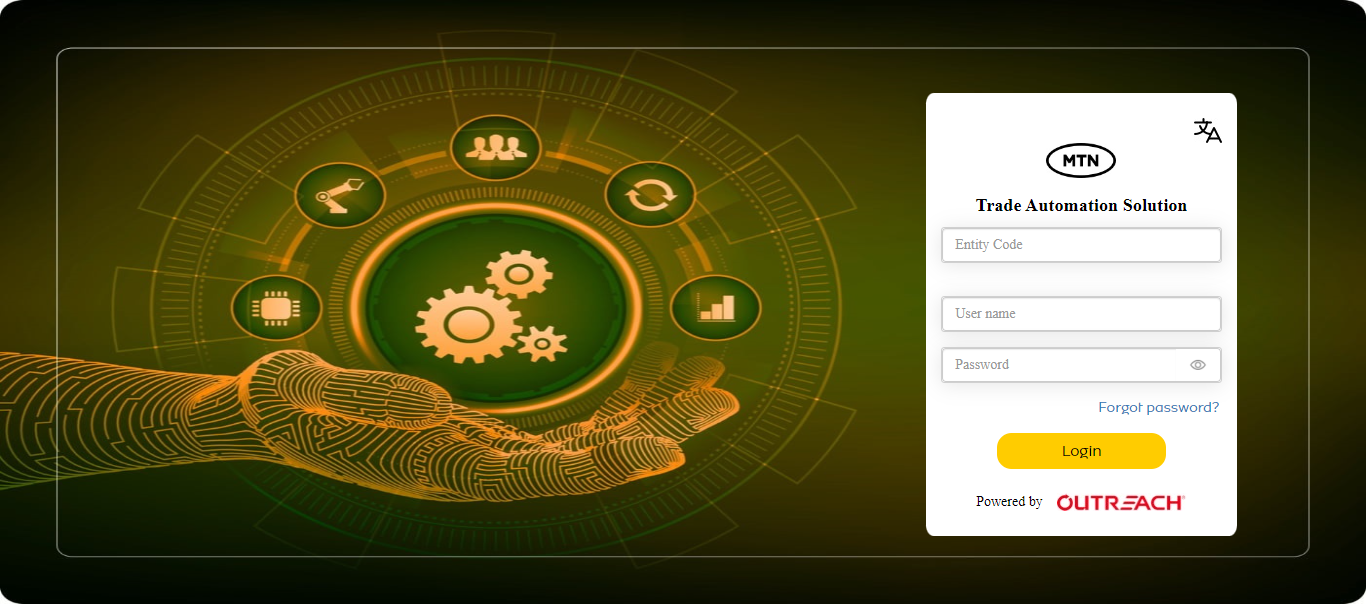 MTN
Trade Automation Solution
Entity Code
User name
Password
Forgot password?
Login
Powered by OUTREACH